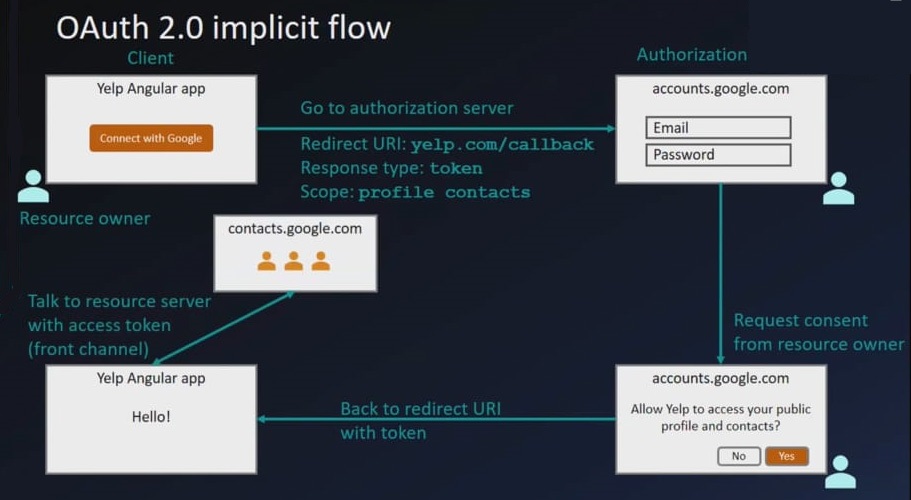 OAuth 2.0 implicit flow
Client
Yelp Angular app
Connect with Google
Go to authorization server
Redirect URI: yelp.com/callback
Response type: token
Scope: profile contacts
Authorization
accounts.google.com
Email
Password
Resource owner
contacts.google.com
Talk to resource server
with access token
(front channel)
Request consent
from resource owner
Yelp Angular app
Hello!
Back to redirect URI
with token
accounts.google.com
Allow Yelp to access your public
profile and contacts?
No
Yes